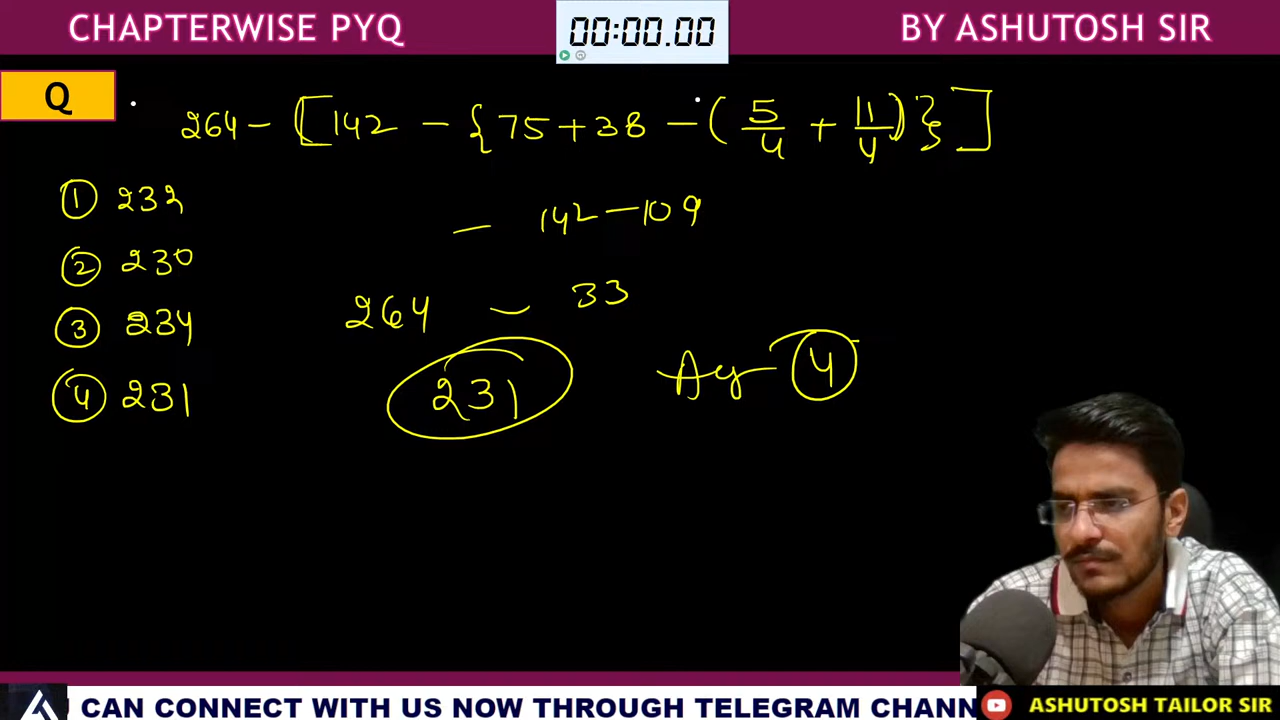 CHAPTERWISE PYQ
00:00.00
BY ASHUTOSH SIR
Q
264 - [142 - {75 + 38 - (5/4 + 11/4)}]
① 232
② 230
③ 234
④ 231
- 142 - 109
264 - 33
231
Ag ④
CAN CONNECT WITH US NOW THROUGH TELEGRAM CHANN
ASHUTOSH TAILOR SIR